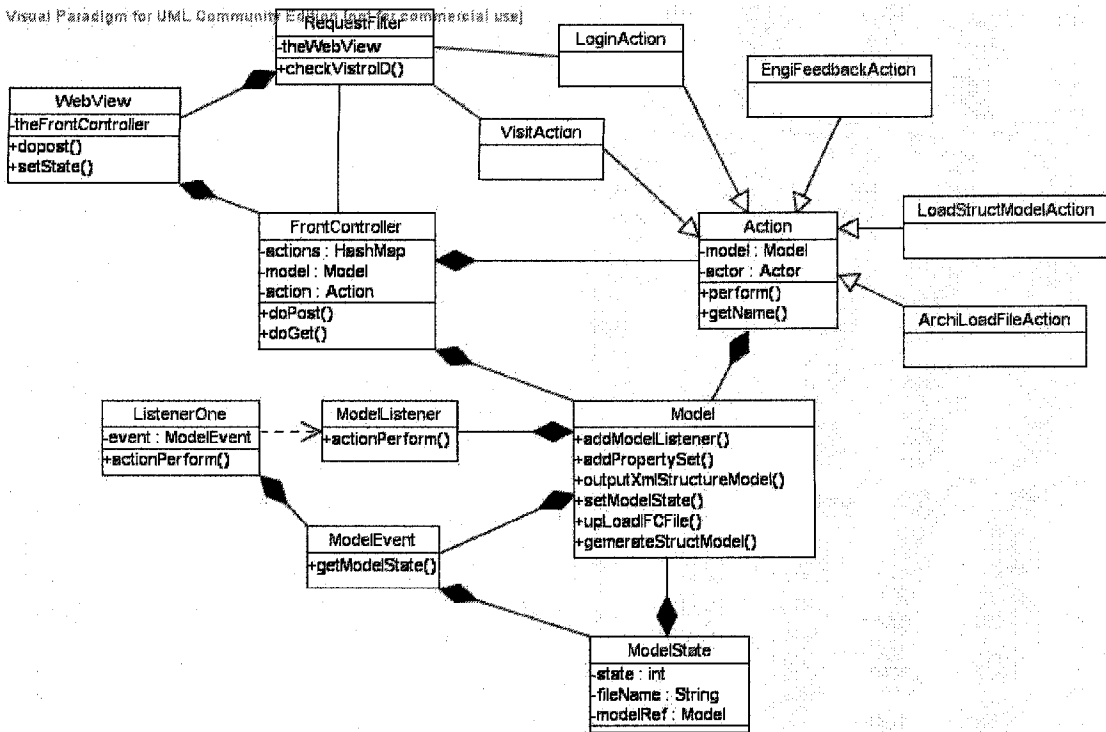 Visual Paradigm for UML Community Edition [not for commercial use]
RequestFilter
-theWebView
+checkVistroID()
LoginAction
EngiFeedbackAction
WebView
-theFrontController
+dopost()
+setState()
VisitAction
LoadStructModelAction
FrontController
-actions : HashMap
-model : Model
-action : Action
+doPost()
+doGet()
Action
-model : Model
-actor : Actor
+perform()
+getName()
ArchiLoadFileAction
ListenerOne
-event : ModelEvent
+actionPerform()
ModelListener
+actionPerform()
Model
+addModelListener()
+addPropertySet()
+outputXmlStructureModel()
+setModelState()
+upLoadIFCFile()
+gemerateStructModel()
ModelEvent
+getModelState()
ModelState
-state : int
-fileName : String
-modelRef : Model